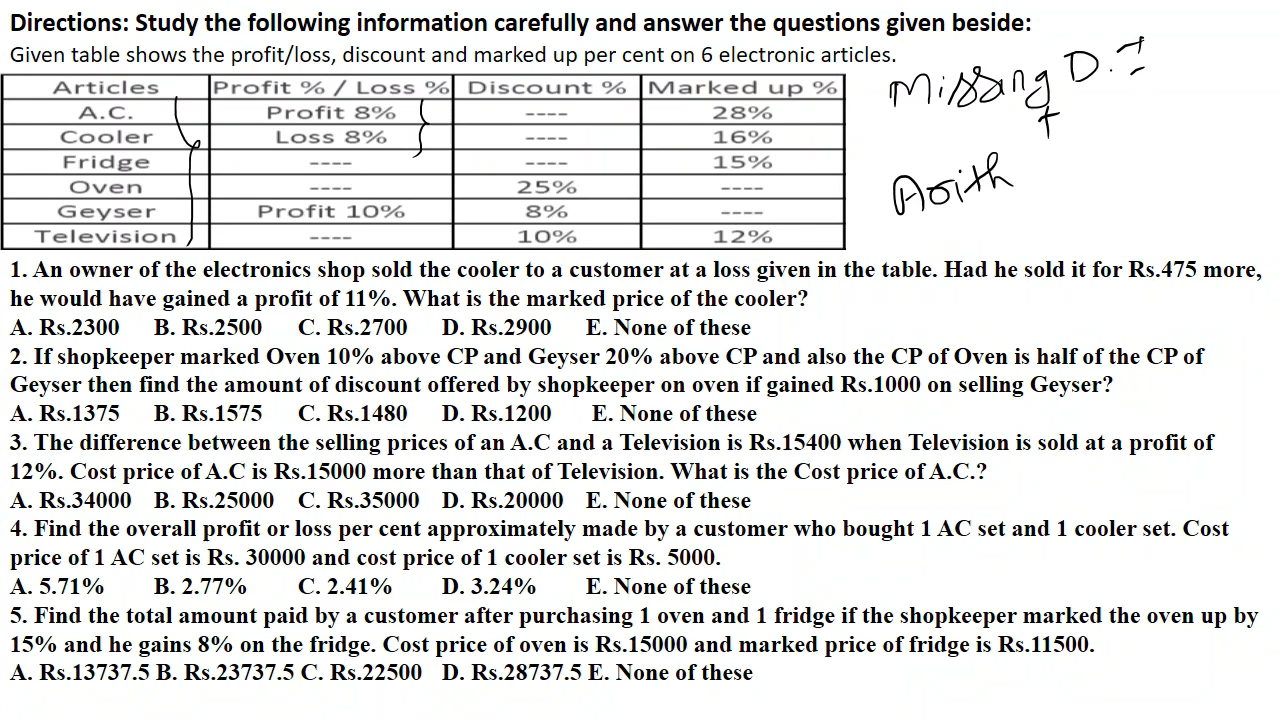 Directions: Study the following information carefully and answer the questions given beside:
Given table shows the profit/loss, discount and marked up per cent on 6 electronic articles.
Missing D.I
+
Arith
Articles Profit % / Loss % Discount % Marked up %
A.C. Profit 8% ---- 28%
Cooler Loss 8% ---- 16%
Fridge ---- ---- 15%
Oven ---- 25% ----
Geyser Profit 10% 8% ----
Television ---- 10% 12%
1. An owner of the electronics shop sold the cooler to a customer at a loss given in the table. Had he sold it for Rs.475 more,
he would have gained a profit of 11%. What is the marked price of the cooler?
A. Rs.2300 B. Rs.2500 C. Rs.2700 D. Rs.2900 E. None of these
2. If shopkeeper marked Oven 10% above CP and Geyser 20% above CP and also the CP of Oven is half of the CP of
Geyser then find the amount of discount offered by shopkeeper on oven if gained Rs.1000 on selling Geyser?
A. Rs.1375 B. Rs.1575 C. Rs.1480 D. Rs.1200 E. None of these
3. The difference between the selling prices of an A.C and a Television is Rs.15400 when Television is sold at a profit of
12%. Cost price of A.C is Rs.15000 more than that of Television. What is the Cost price of A.C.?
A. Rs.34000 B. Rs.25000 C. Rs.35000 D. Rs.20000 E. None of these
4. Find the overall profit or loss per cent approximately made by a customer who bought 1 AC set and 1 cooler set. Cost
price of 1 AC set is Rs. 30000 and cost price of 1 cooler set is Rs. 5000.
A. 5.71% B. 2.77% C. 2.41% D. 3.24% E. None of these
5. Find the total amount paid by a customer after purchasing 1 oven and 1 fridge if the shopkeeper marked the oven up by
15% and he gains 8% on the fridge. Cost price of oven is Rs.15000 and marked price of fridge is Rs.11500.
A. Rs.13737.5 B. Rs.23737.5 C. Rs.22500 D. Rs.28737.5 E. None of these